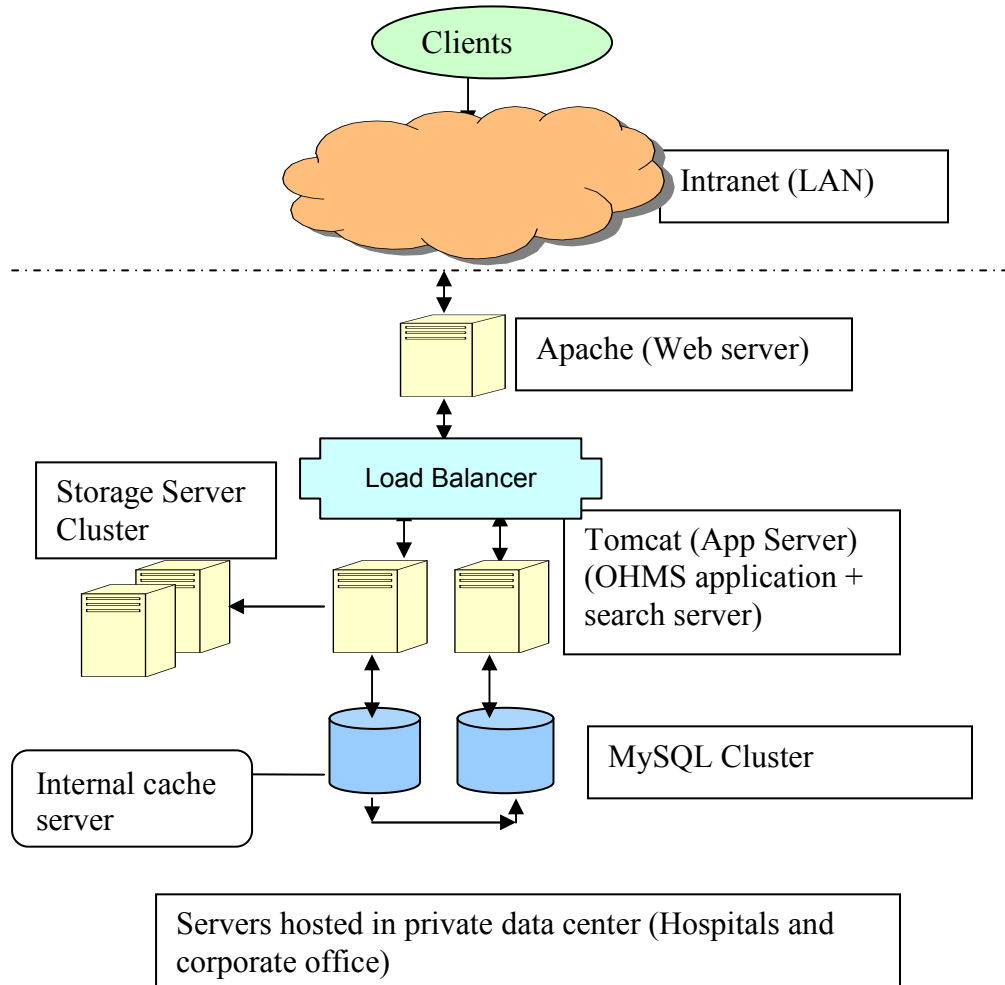 Clients
Intranet (LAN)
Apache (Web server)
Load Balancer
Storage Server
Cluster
Tomcat (App Server)
(OHMS application +
search server)
MySQL Cluster
Internal cache
server
Servers hosted in private data center (Hospitals and
corporate office)